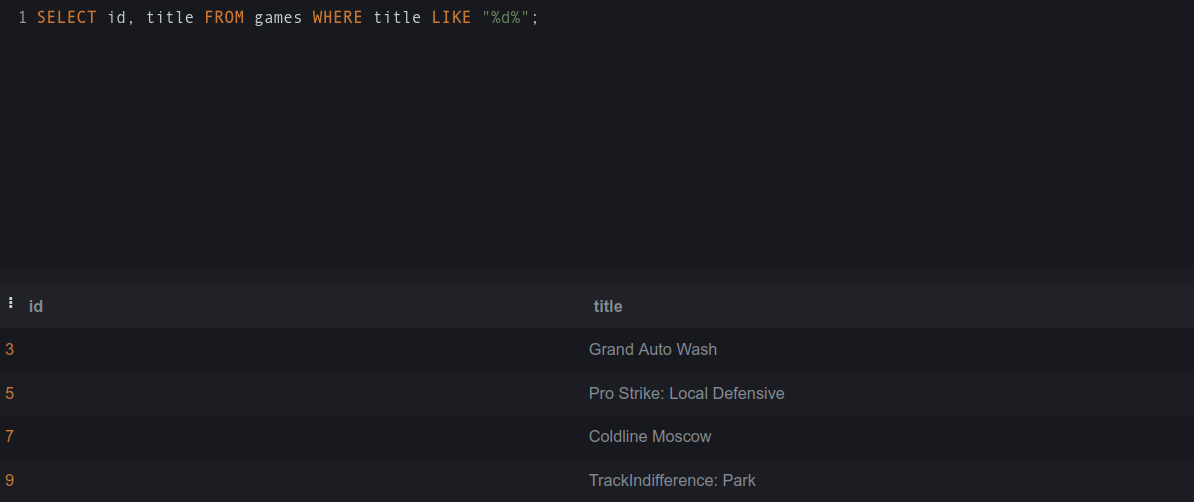 1 SELECT id, title FROM games WHERE title LIKE "%d%";
id title
3 Grand Auto Wash
5 Pro Strike: Local Defensive
7 Coldline Moscow
9 TrackIndifference: Park